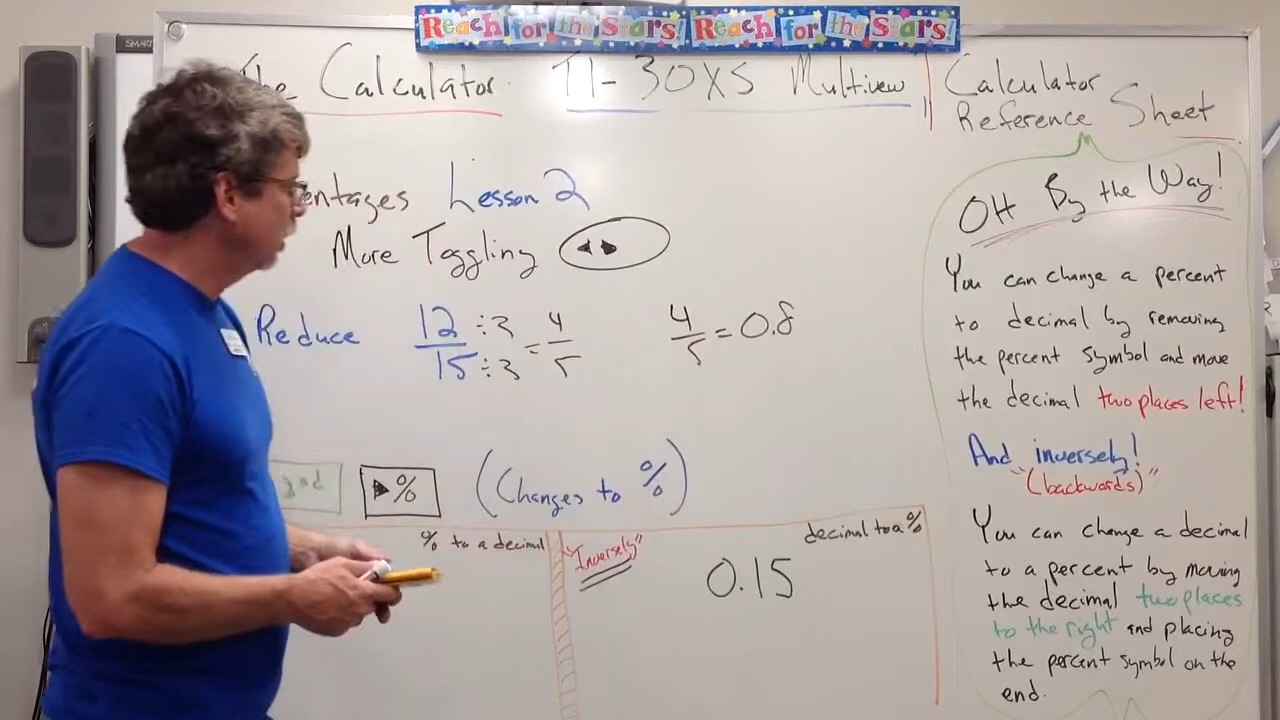 Reach for the Stars! Reach for the Stars!
SMART
The Calculator TI-30XS Multiview
Calculator
Reference Sheet
entages Lesson 2
More Toggling ◀ ▶
Reduce 12/15 ÷3/÷3 = 4/5 4/5 = 0.8
▶% (Changes to %)
% to a decimal
"Inversely"
decimal to a %
0.15
OH By the Way!
You can change a percent
to decimal by removing
the percent symbol and move
the decimal two places left!
And inversely!
"(backwards)"
You can change a decimal
to a percent by moving
the decimal two places
to the right and placing
the percent symbol on the
end.